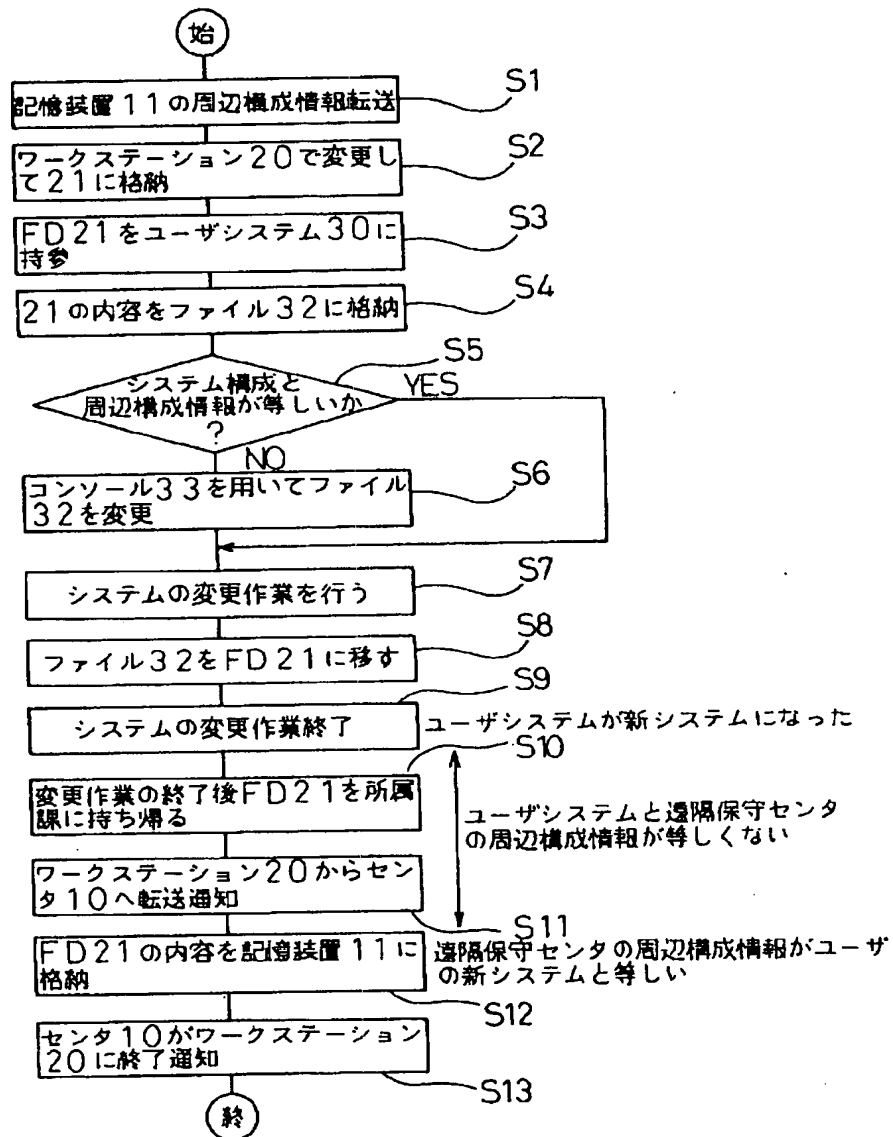 始
記憶装置11の周辺構成情報転送
S1
ワークステーション20で変更し
て21に格納
S2
FD21をユーザシステム30に
持参
S3
21の内容をファイル32に格納
S4
システム構成と
周辺構成情報が等しいか
?
S5
YES
NO
コンソール33を用いてファイル
32を変更
S6
システムの変更作業を行う
S7
ファイル32をFD21に移す
S8
システムの変更作業終了
S9
ユーザシステムが新システムになった
変更作業の終了後FD21を所属
課に持ち帰る
S10
ユーザシステムと遠隔保守センタ
の周辺構成情報が等しくない
ワークステーション20からセン
タ10へ転送通知
S11
FD21の内容を記憶装置11に
格納
S12
遠隔保守センタの周辺構成情報がユーザ
の新システムと等しい
センタ10がワークステーション
20に終了通知
S13
終